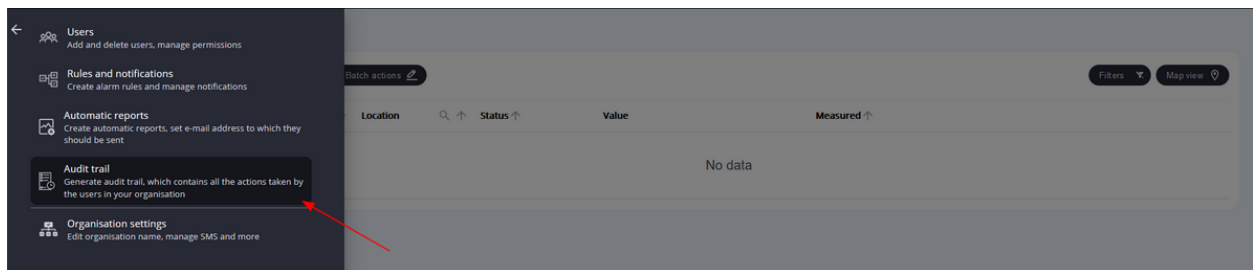 Users
Add and delete users, manage permissions
Rules and notifications
Create alarm rules and manage notifications
Automatic reports
Create automatic reports, set e-mail address to which they
should be sent
Audit trail
Generate audit trail, which contains all the actions taken by
the users in your organisation
Organisation settings
Edit organisation name, manage SMS and more
Batch actions
Filters
Map view
Location
Status
Value
Measured
No data